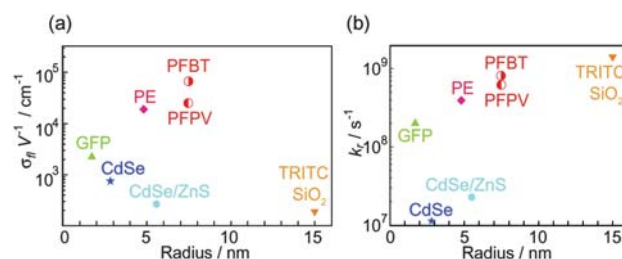 (a)
σfl V⁻¹ / cm⁻¹
10⁵
10⁴
10³
PFBT
PE
PFPV
GFP
CdSe
CdSe/ZnS
TRITC
SiO₂
0
5
10
15
Radius / nm
(b)
kr / s⁻¹
10⁹
10⁸
10⁷
PFBT
PE
PFPV
TRITC
SiO₂
GFP
CdSe/ZnS
CdSe
0
5
10
15
Radius / nm